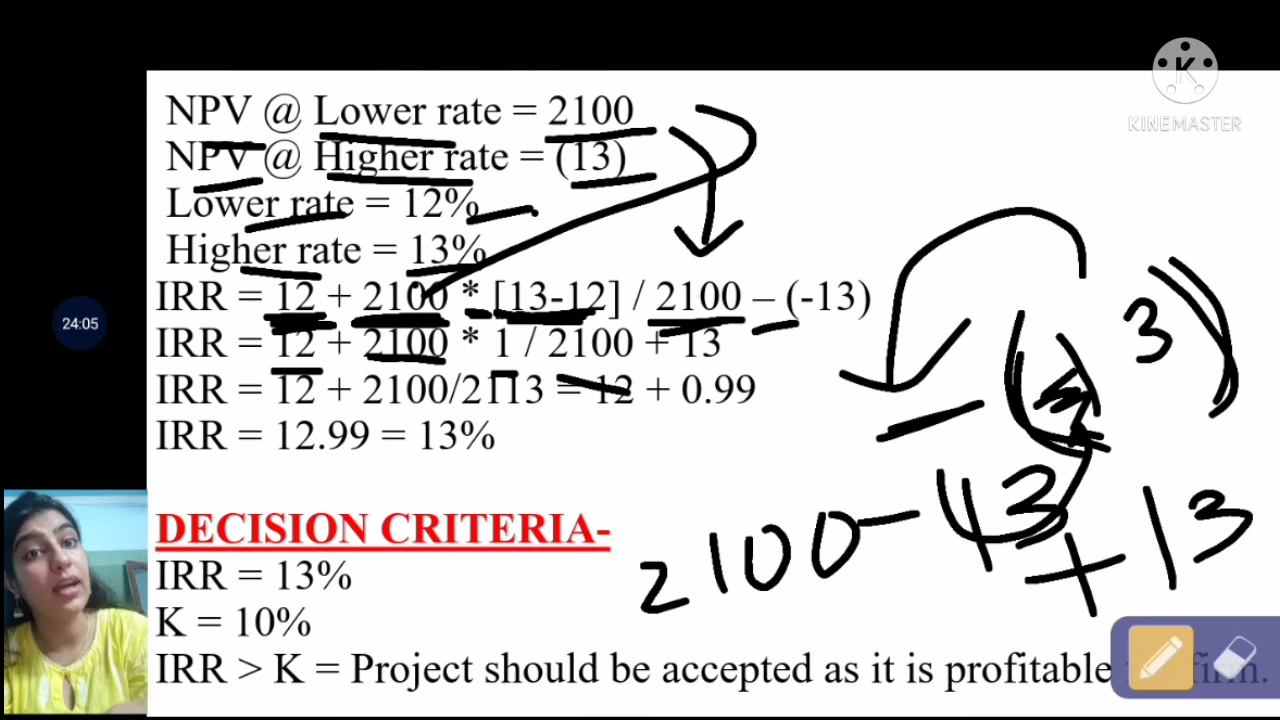 K
KINEMASTER
NPV @ Lower rate = 2100
NPV @ Higher rate = (13)
Lower rate = 12%
Higher rate = 13%
IRR = 12 + 2100 * [13-12] / 2100 – (-13)
IRR = 12 + 2100 * 1 / 2100 + 13
IRR = 12 + 2100/2113 = 12 + 0.99
IRR = 12.99 = 13%
3
2100 - 43
+ 13
24:05
DECISION CRITERIA-
IRR = 13%
K = 10%
IRR > K = Project should be accepted as it is profitable firm.